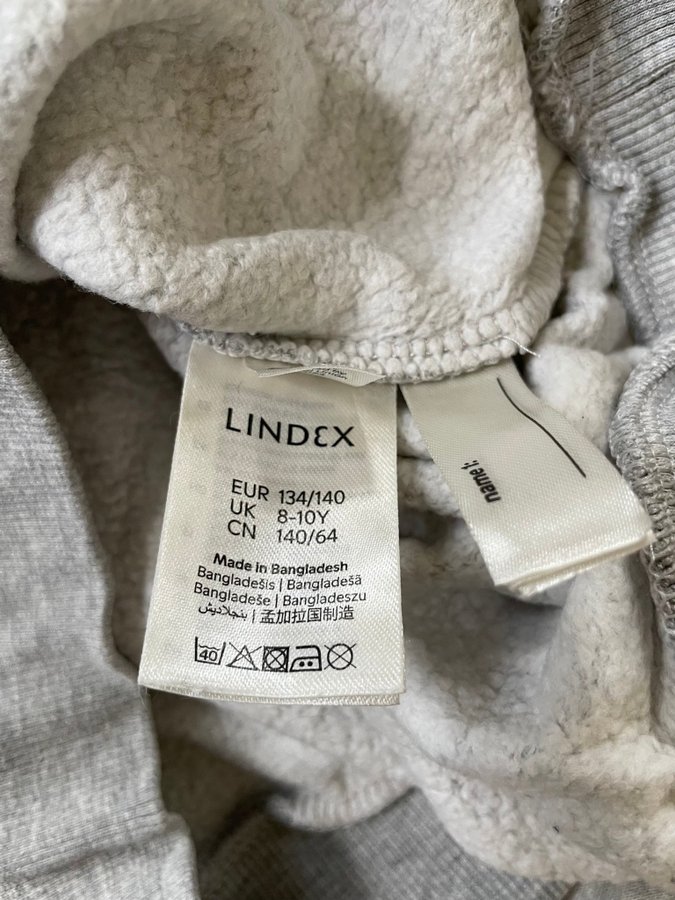 LINDEX
EUR 134/140
UK 8-10Y
CN 140/64
Made in Bangladesh
Bangladešis | Bangladešā
Bangladeše | Bangladeszu
بنجلاديش | 孟加拉国制造
40
name